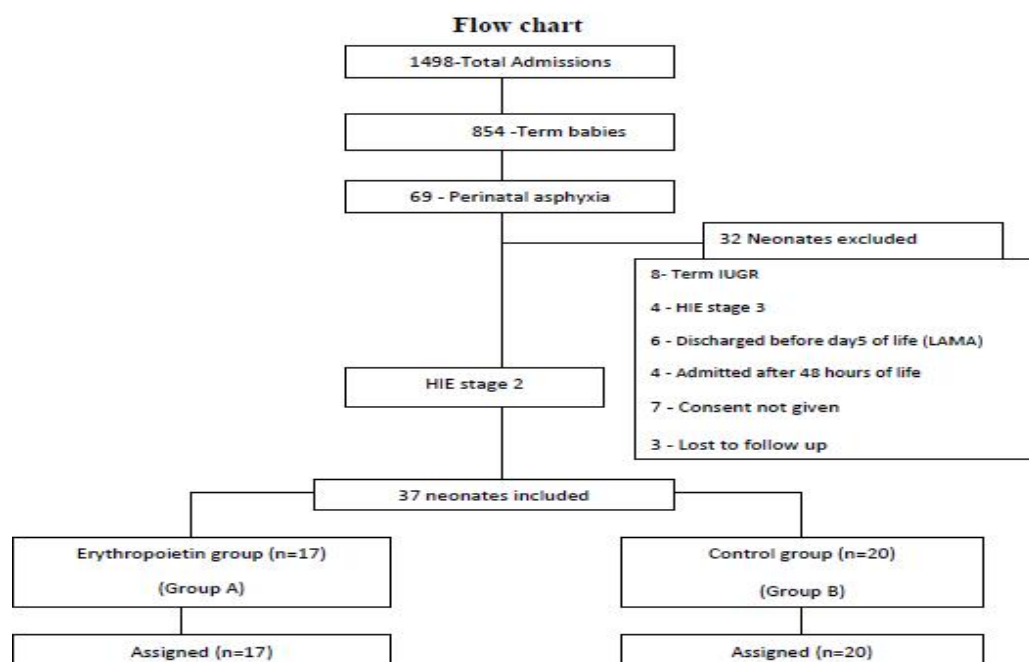 Flow chart
1498-Total Admissions
854 -Term babies
69 - Perinatal asphyxia
32 Neonates excluded
8- Term IUGR
4 - HIE stage 3
6 - Discharged before day5 of life (LAMA)
4 - Admitted after 48 hours of life
7 - Consent not given
3 - Lost to follow up
HIE stage 2
37 neonates included
Erythropoietin group (n=17)
(Group A)
Control group (n=20)
(Group B)
Assigned (n=17)
Assigned (n=20)